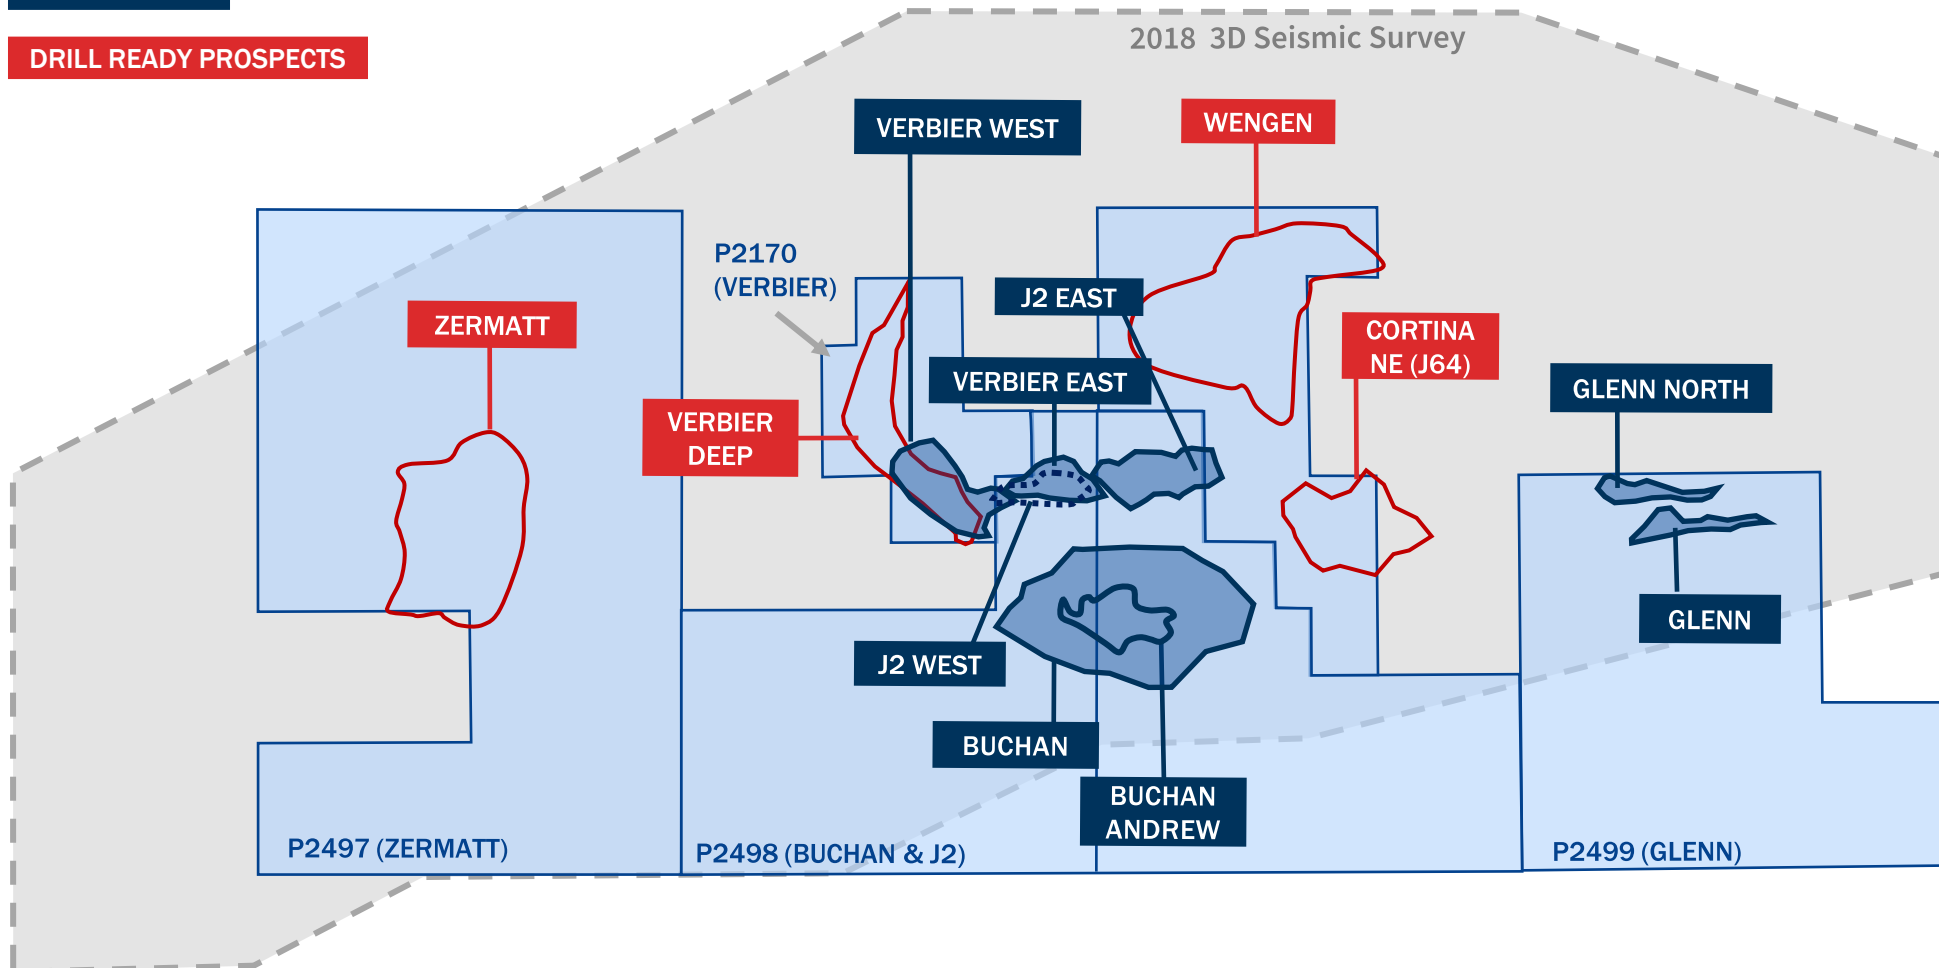 DRILL READY PROSPECTS
2018 3D Seismic Survey
VERBIER WEST
WENGEN
P2170
(VERBIER)
J2 EAST
ZERMATT
CORTINA
NE (J64)
VERBIER EAST
GLENN NORTH
VERBIER
DEEP
GLENN
J2 WEST
BUCHAN
BUCHAN
ANDREW
P2497 (ZERMATT)
P2498 (BUCHAN & J2)
P2499 (GLENN)